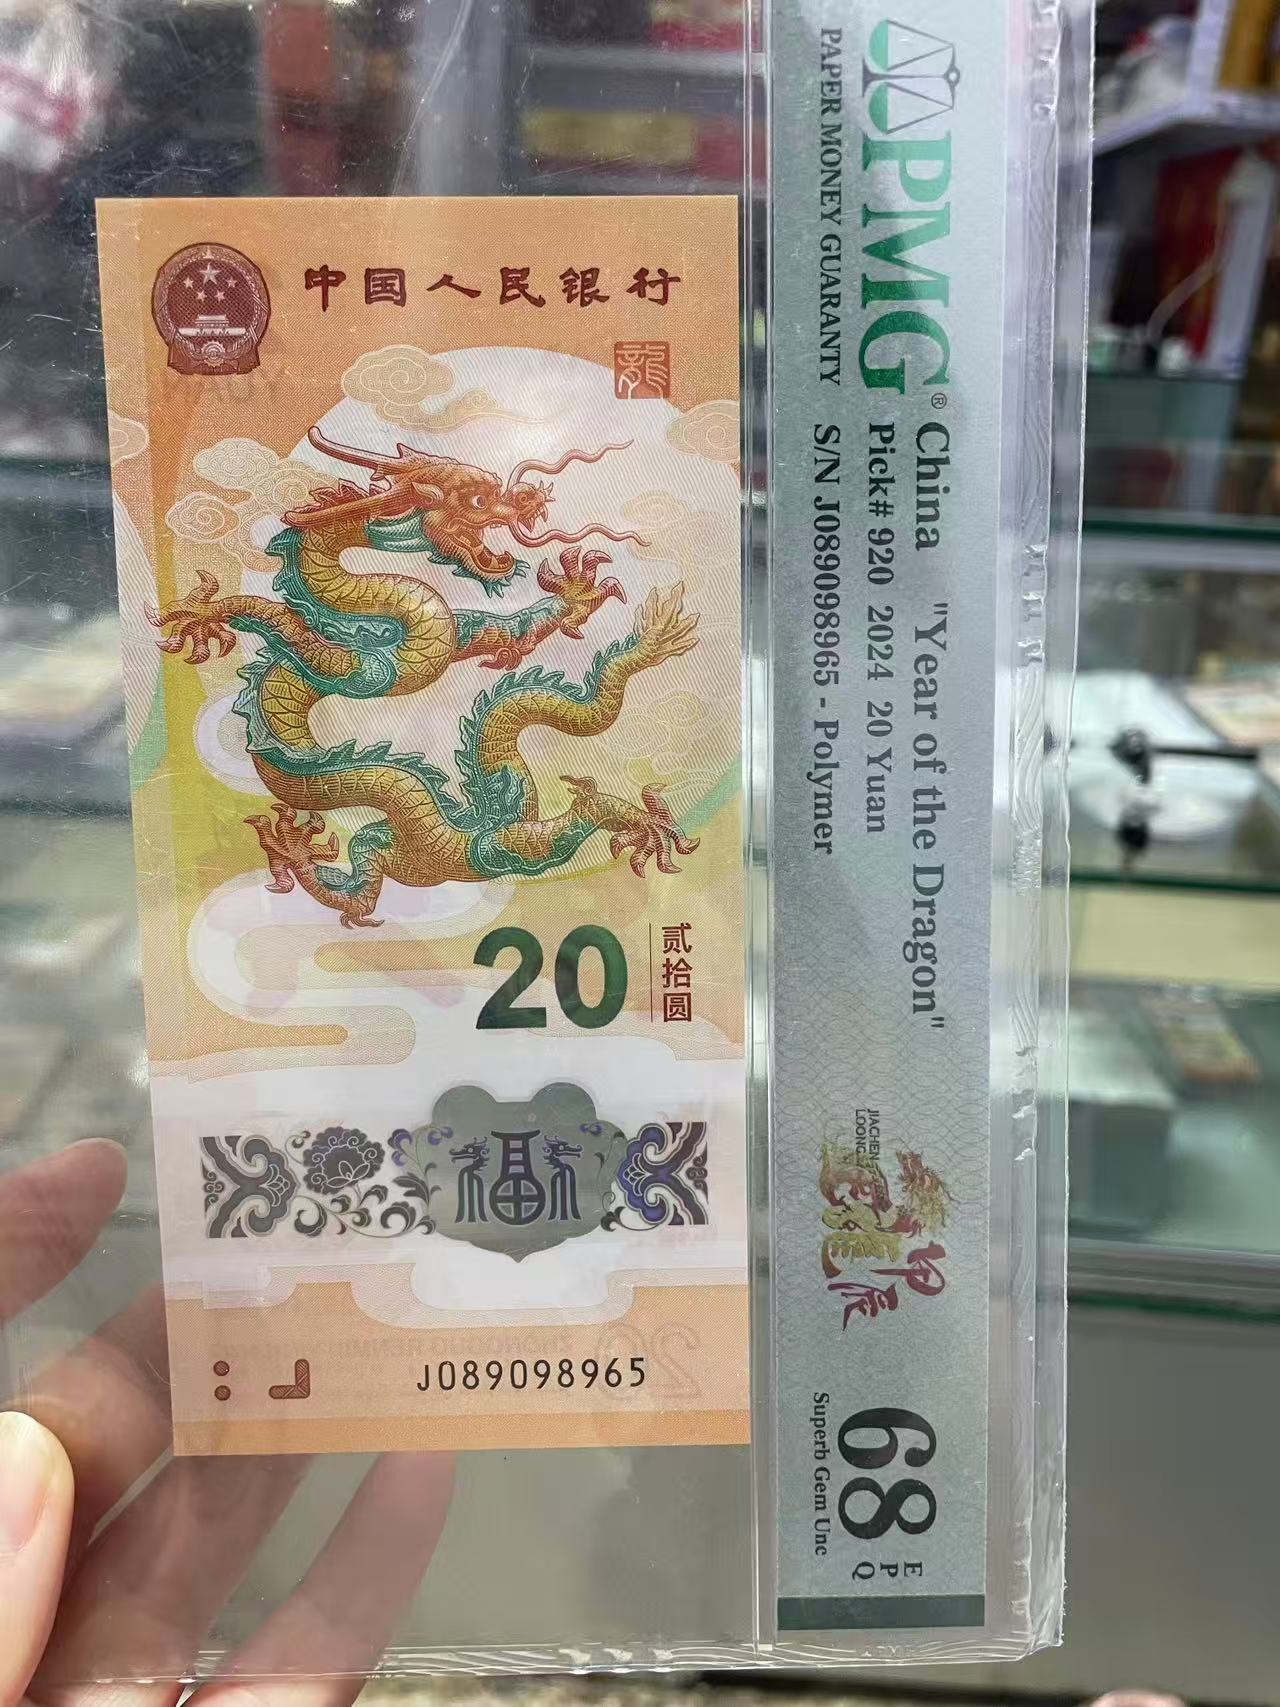 中国人民银行
龍
20
贰拾圆
福
J089098965
PMG®
PAPER MONEY GUARANTY
China "Year of the Dragon"
Pick# 920 2024 20 Yuan
S/N J089098965 - Polymer
JIACHEN
LOONG
甲辰
68
EPQ
Superb Gem Unc